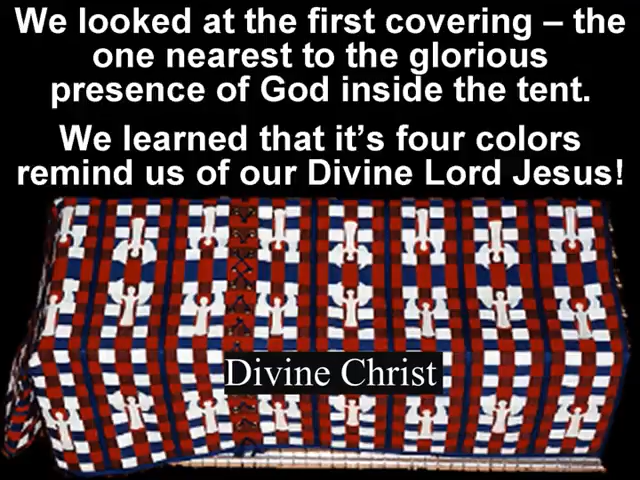 We looked at the first covering – the
one nearest to the glorious
presence of God inside the tent.
We learned that it’s four colors
remind us of our Divine Lord Jesus!
Divine Christ